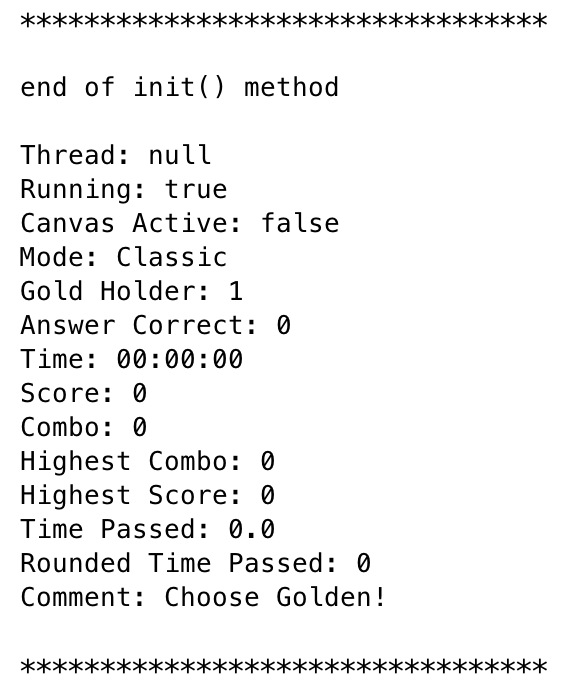 *********************************
end of init() method
Thread: null
Running: true
Canvas Active: false
Mode: Classic
Gold Holder: 1
Answer Correct: 0
Time: 00:00:00
Score: 0
Combo: 0
Highest Combo: 0
Highest Score: 0
Time Passed: 0.0
Rounded Time Passed: 0
Comment: Choose Golden!
*********************************